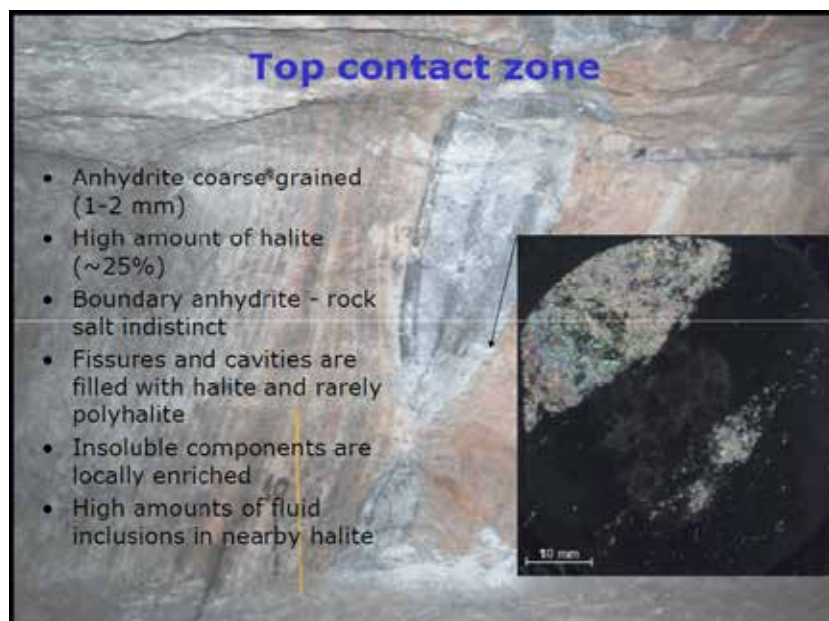 Top contact zone
• Anhydrite coarse grained
(1-2 mm)
• High amount of halite
(~25%)
• Boundary anhydrite - rock
salt indistinct
• Fissures and cavities are
filled with halite and rarely
polyhalite
• Insoluble components are
locally enriched
• High amounts of fluid
inclusions in nearby halite
10 mm